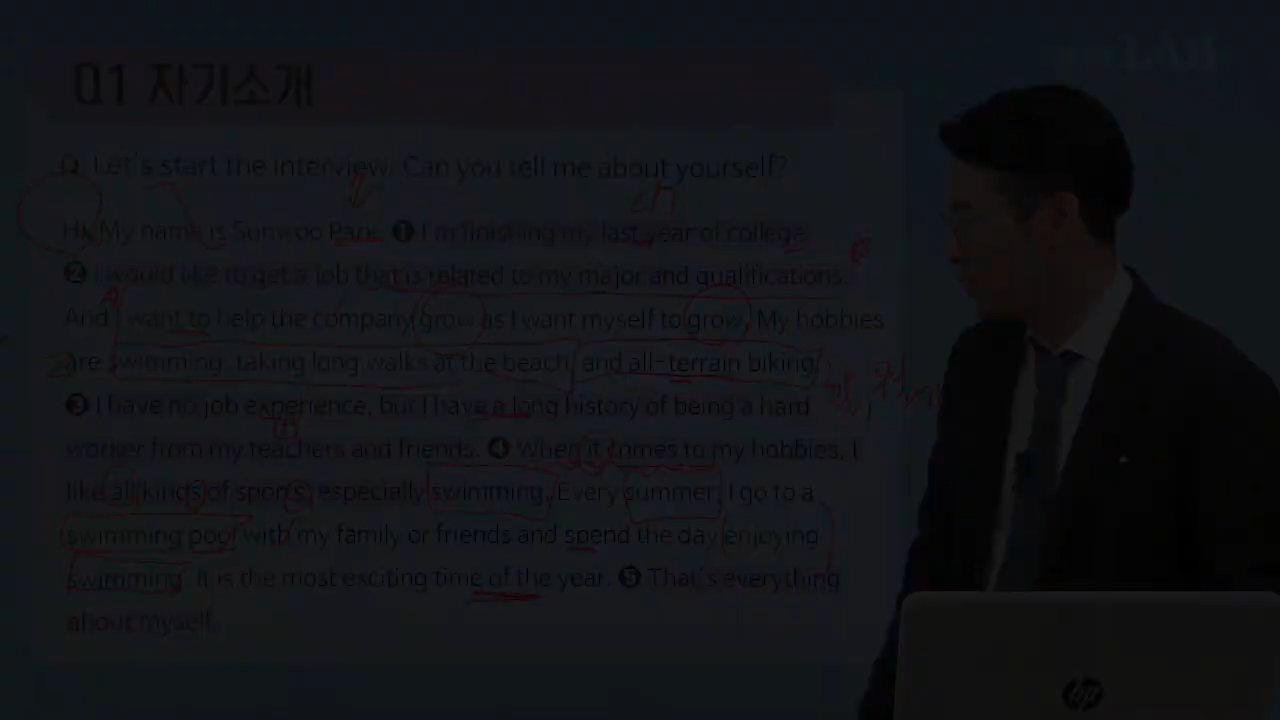 LAB
Q1 자기소개
Q. Let's start the interview. Can you tell me about yourself?
Hi, My name is Sunwoo Park. ❶ I'm finishing my last year of college.
❷ I would like to get a job that is related to my major and qualifications.
And I want to help the company grow as I want myself to grow. My hobbies
are swimming, taking long walks at the beach, and all-terrain biking.
❸ I have no job experience, but I have a long history of being a hard
worker from my teachers and friends. ❹ When it comes to my hobbies, I
like all kinds of sports, especially swimming. Every summer, I go to a
swimming pool with my family or friends and spend the day enjoying
swimming. It is the most exciting time of the year. ❺ That's everything
about myself.
hp